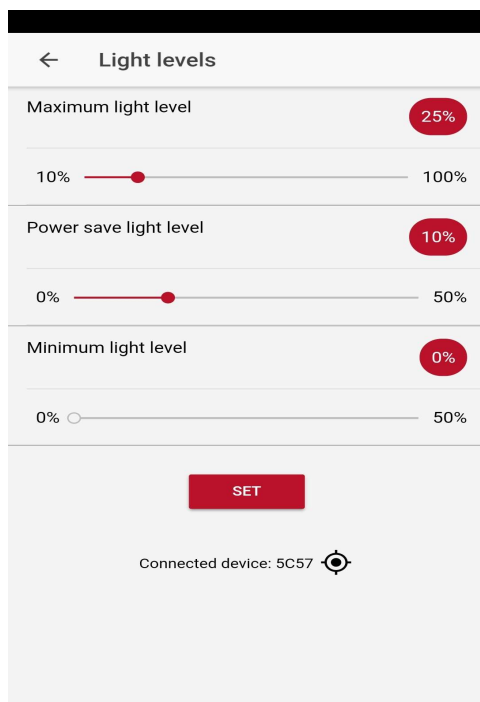 Light levels
Maximum light level 25%
10% 100%
Power save light level 10%
0% 50%
Minimum light level 0%
0% 50%
SET
Connected device: 5C57